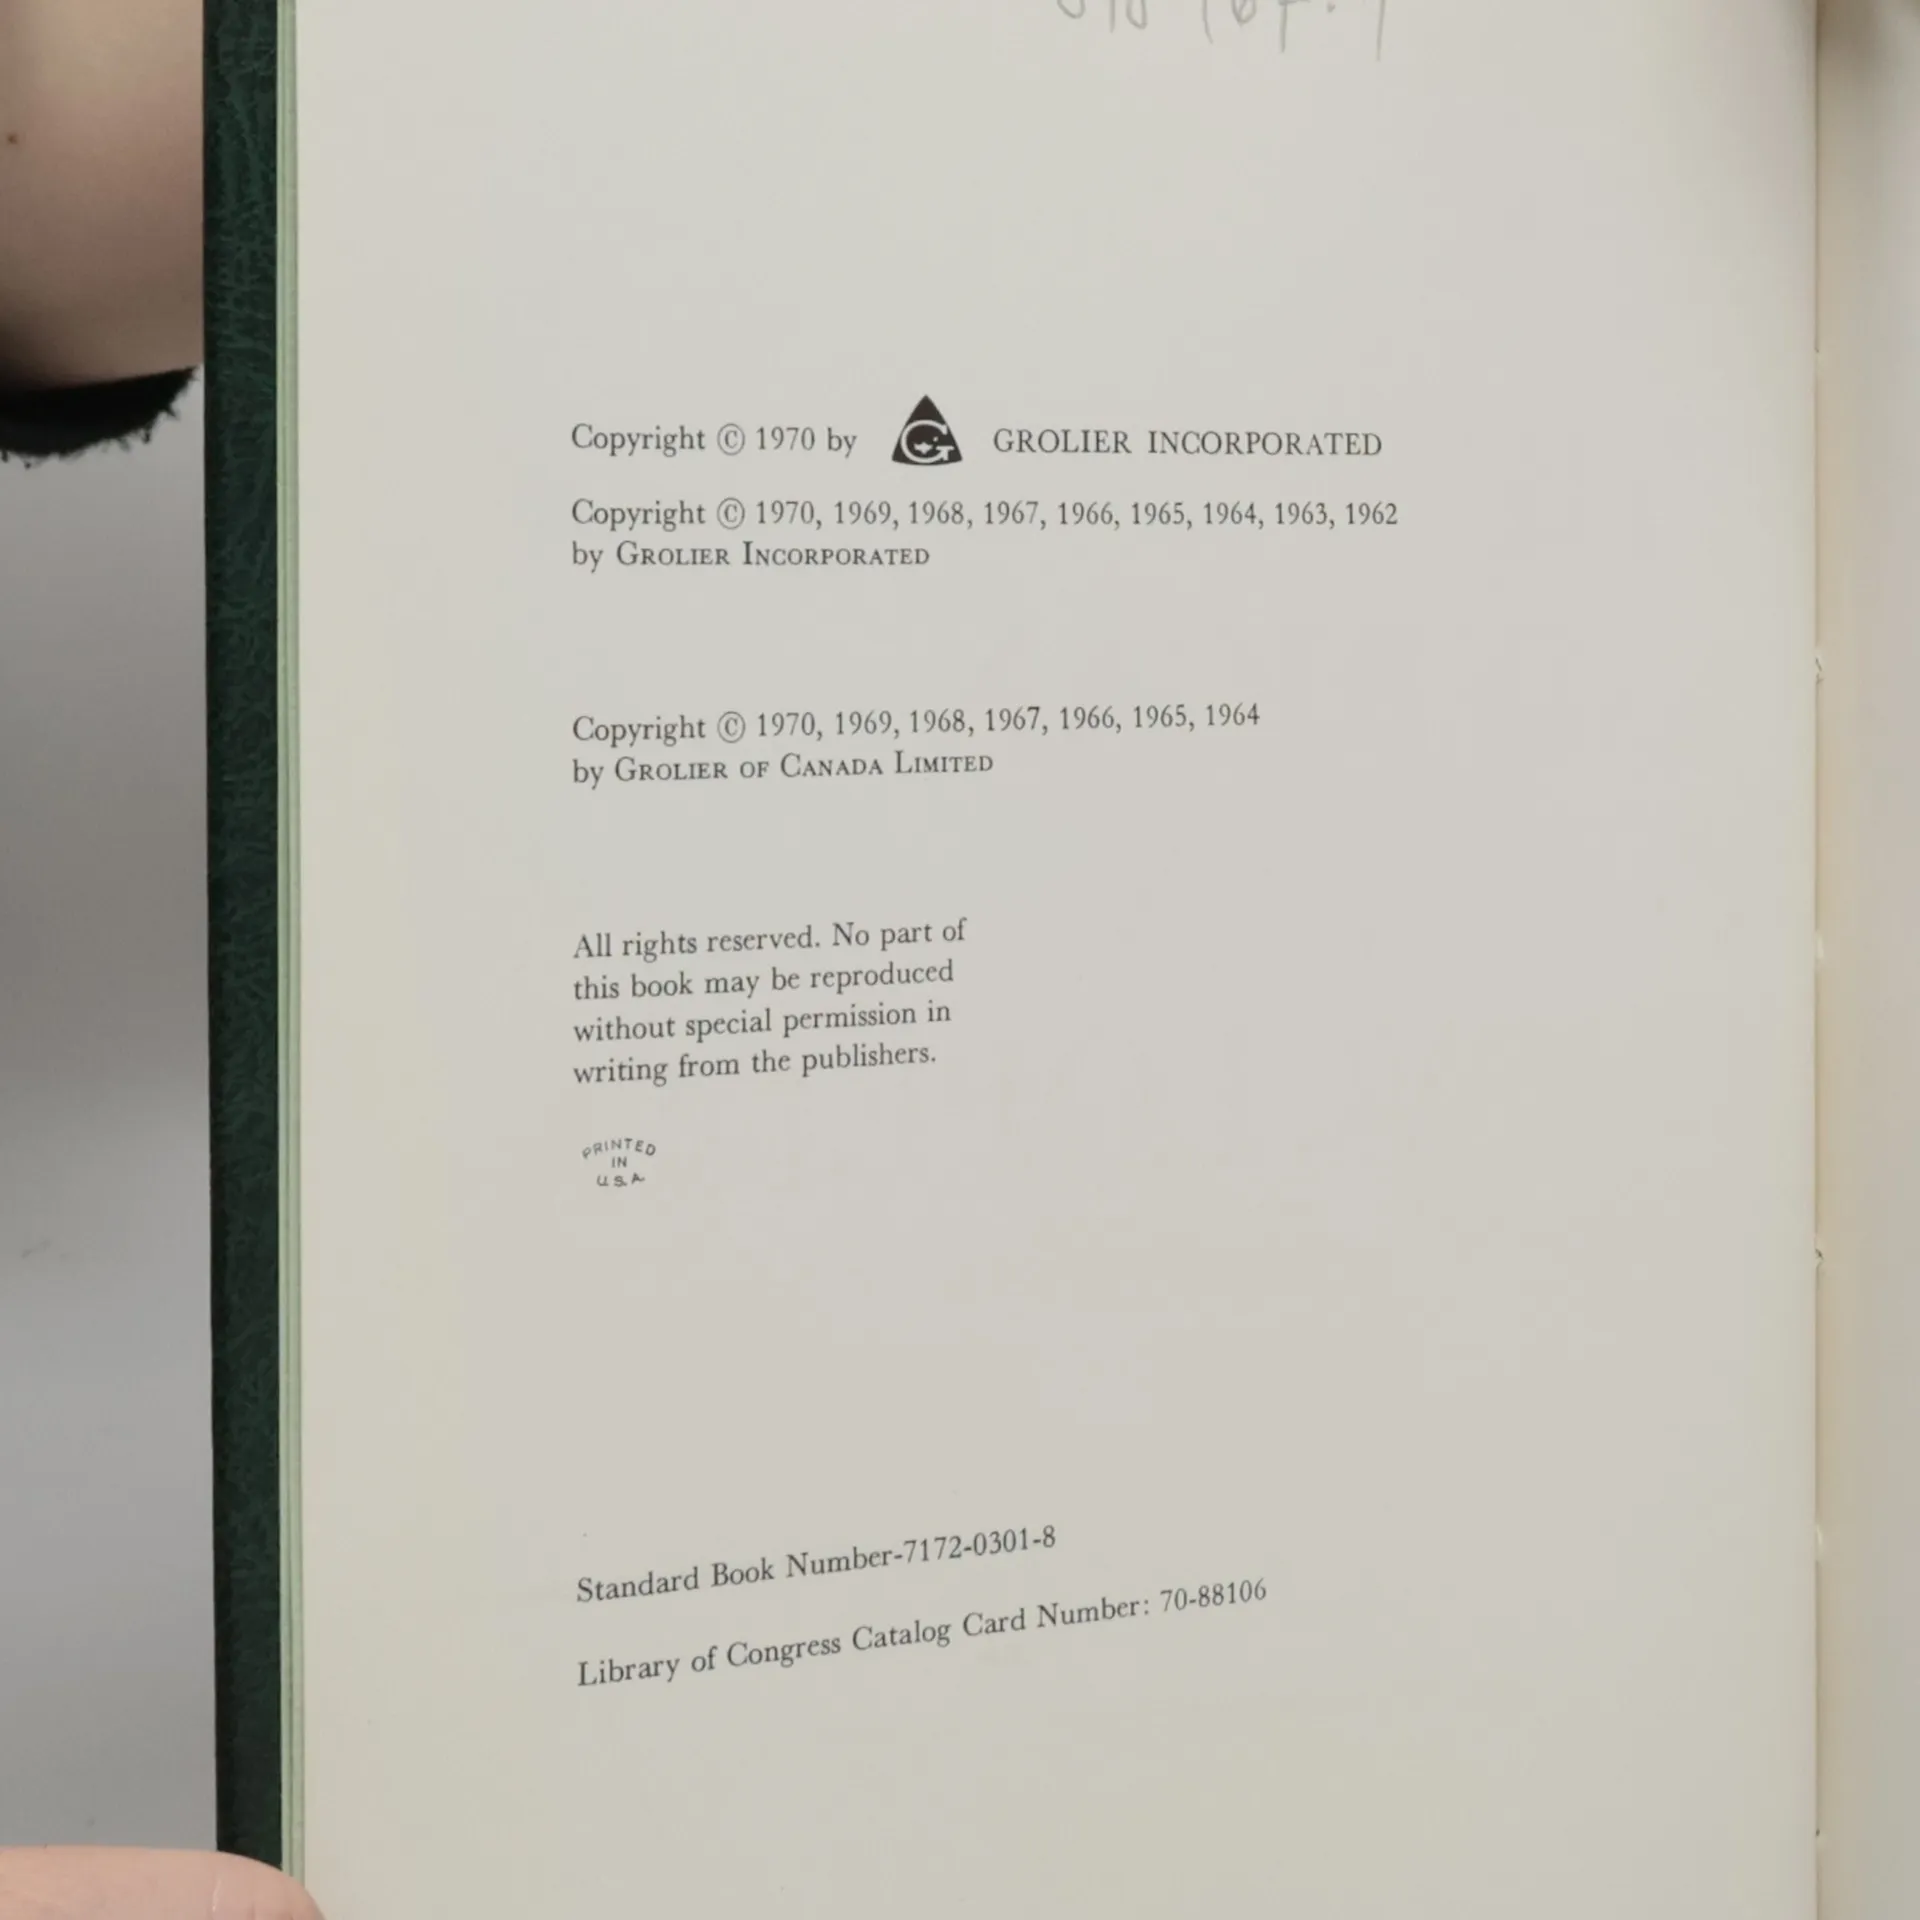 Copyright © 1970 by G GROLIER INCORPORATED
Copyright © 1970, 1969, 1968, 1967, 1966, 1965, 1964, 1963, 1962
by GROLIER INCORPORATED
Copyright © 1970, 1969, 1968, 1967, 1966, 1965, 1964
by GROLIER OF CANADA LIMITED
All rights reserved. No part of
this book may be reproduced
without special permission in
writing from the publishers.
PRINTED
IN
U.S.A
Standard Book Number-7172-0301-8
Library of Congress Catalog Card Number: 70-88106